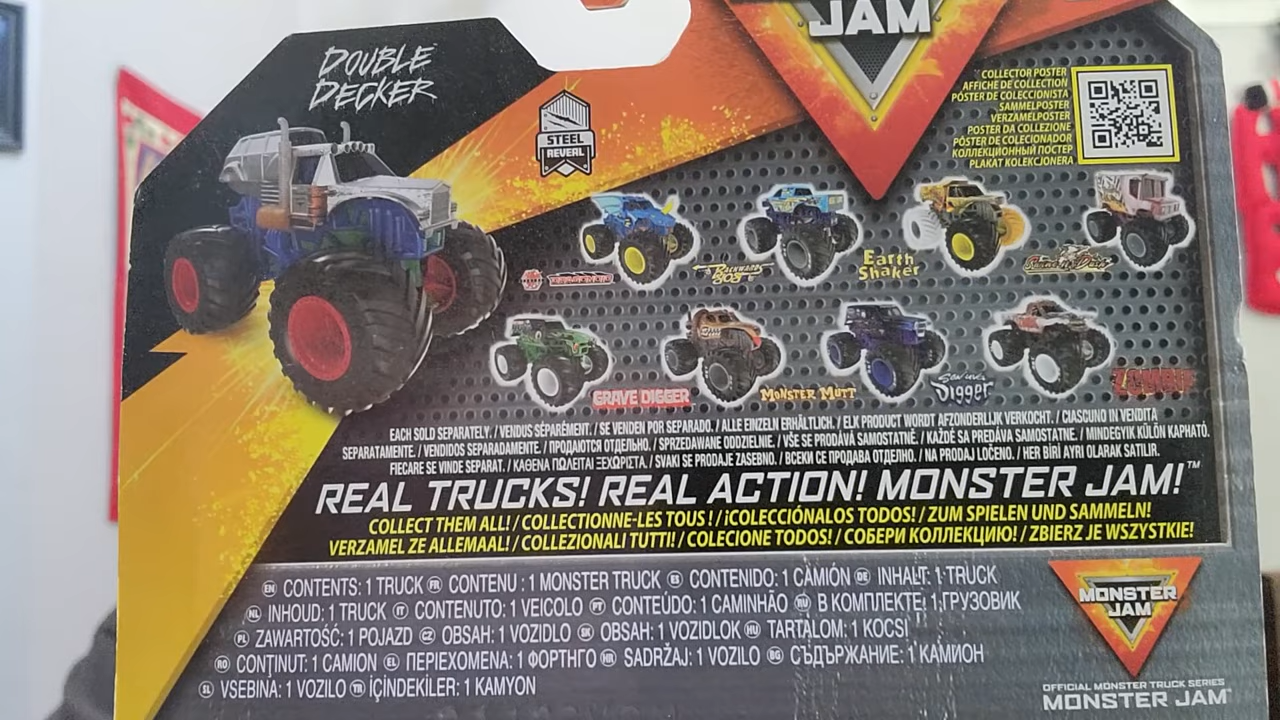 JAM
DOUBLE
DECKER
STEEL
REVEAL
COLLECTOR POSTER
AFFICHE DE COLLECTION
PÓSTER DE COLECCIONISTA
SAMMELPOSTER
VERZAMELPOSTER
POSTER DA COLLEZIONE
PÓSTER DE COLECIONADOR
КОЛЛЕКЦИОННЫЙ ПОСТЕР
PLAKAT KOLEKCJONERA
Earth
Shaker
GRAVE DIGGER
MONSTER MUTT
Son uva
Digger
ZOMBIE
EACH SOLD SEPARATELY. / VENDUS SÉPARÉMENT. / SE VENDEN POR SEPARADO. / ALLE EINZELN ERHÄLTLICH. / ELK PRODUCT WORDT AFZONDERLIJK VERKOCHT. / CIASCUNO IN VENDITA
SEPARATAMENTE. / VENDIDOS SEPARADAMENTE. / ПРОДАЮТСЯ ОТДЕЛЬНО. / SPRZEDAWANE ODDZIELNIE. / VŠE SE PRODÁVÁ SAMOSTATNĚ. / KAŽDÉ SA PREDÁVA SAMOSTATNE. / MINDEGYIK KÜLÖN KAPHATÓ.
FIECARE SE VINDE SEPARAT. / ΚΑΘΕΝΑ ΠΩΛΕΙΤΑΙ ΞΕΧΩΡΙΣΤΑ. / SVAKI SE PRODAJE ZASEBNO. / ВСЕКИ СЕ ПРОДАВА ОТДЕЛНО. / NA PRODAJ LOČENO. / HER BİRİ AYRI OLARAK SATILIR.
REAL TRUCKS! REAL ACTION! MONSTER JAM!™
COLLECT THEM ALL! / COLLECTIONNE-LES TOUS ! / ¡COLECCIÓNALOS TODOS! / ZUM SPIELEN UND SAMMELN!
VERZAMEL ZE ALLEMAAL! / COLLEZIONALI TUTTI! / COLECIONE TODOS! / СОБЕРИ КОЛЛЕКЦИЮ! / ZBIERZ JE WSZYSTKIE!
EN CONTENTS: 1 TRUCK FR CONTENU : 1 MONSTER TRUCK ES CONTENIDO: 1 CAMIÓN DE INHALT: 1 TRUCK
NL INHOUD: 1 TRUCK IT CONTENUTO: 1 VEICOLO PT CONTEÚDO: 1 CAMINHÃO RU В КОМПЛЕКТЕ: 1 ГРУЗОВИК
PL ZAWARTOŚĆ: 1 POJAZD CZ OBSAH: 1 VOZIDLO SK OBSAH: 1 VOZIDLOK HU TARTALOM: 1 KOCSI
RO CONȚINUT: 1 CAMION EL ΠΕΡΙΕΧΟΜΕΝΑ: 1 ΦΟΡΤΗΓΟ HR SADRŽAJ: 1 VOZILO BG СЪДЪРЖАНИЕ: 1 КАМИОН
SL VSEBINA: 1 VOZILO TR İÇİNDEKİLER: 1 KAMYON
MONSTER
JAM
OFFICIAL MONSTER TRUCK SERIES
MONSTER JAM™